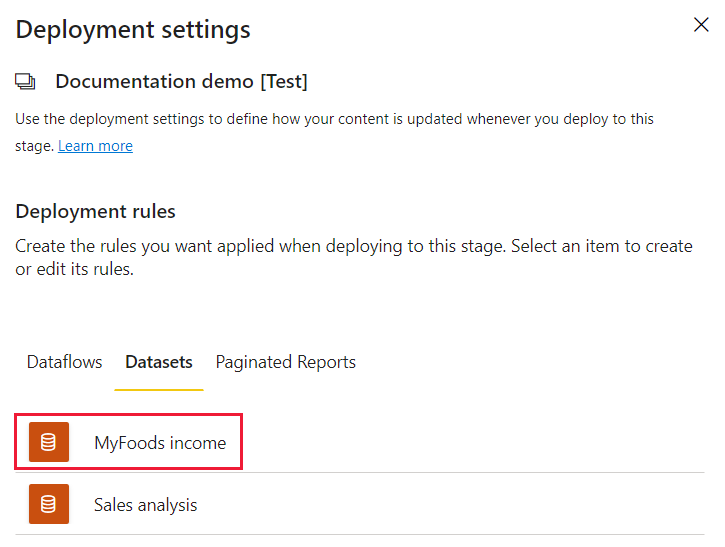 Deployment settings
Documentation demo [Test]
Use the deployment settings to define how your content is updated whenever you deploy to this
stage. Learn more
Deployment rules
Create the rules you want applied when deploying to this stage. Select an item to create
or edit its rules.
Dataflows Datasets Paginated Reports
MyFoods income
Sales analysis